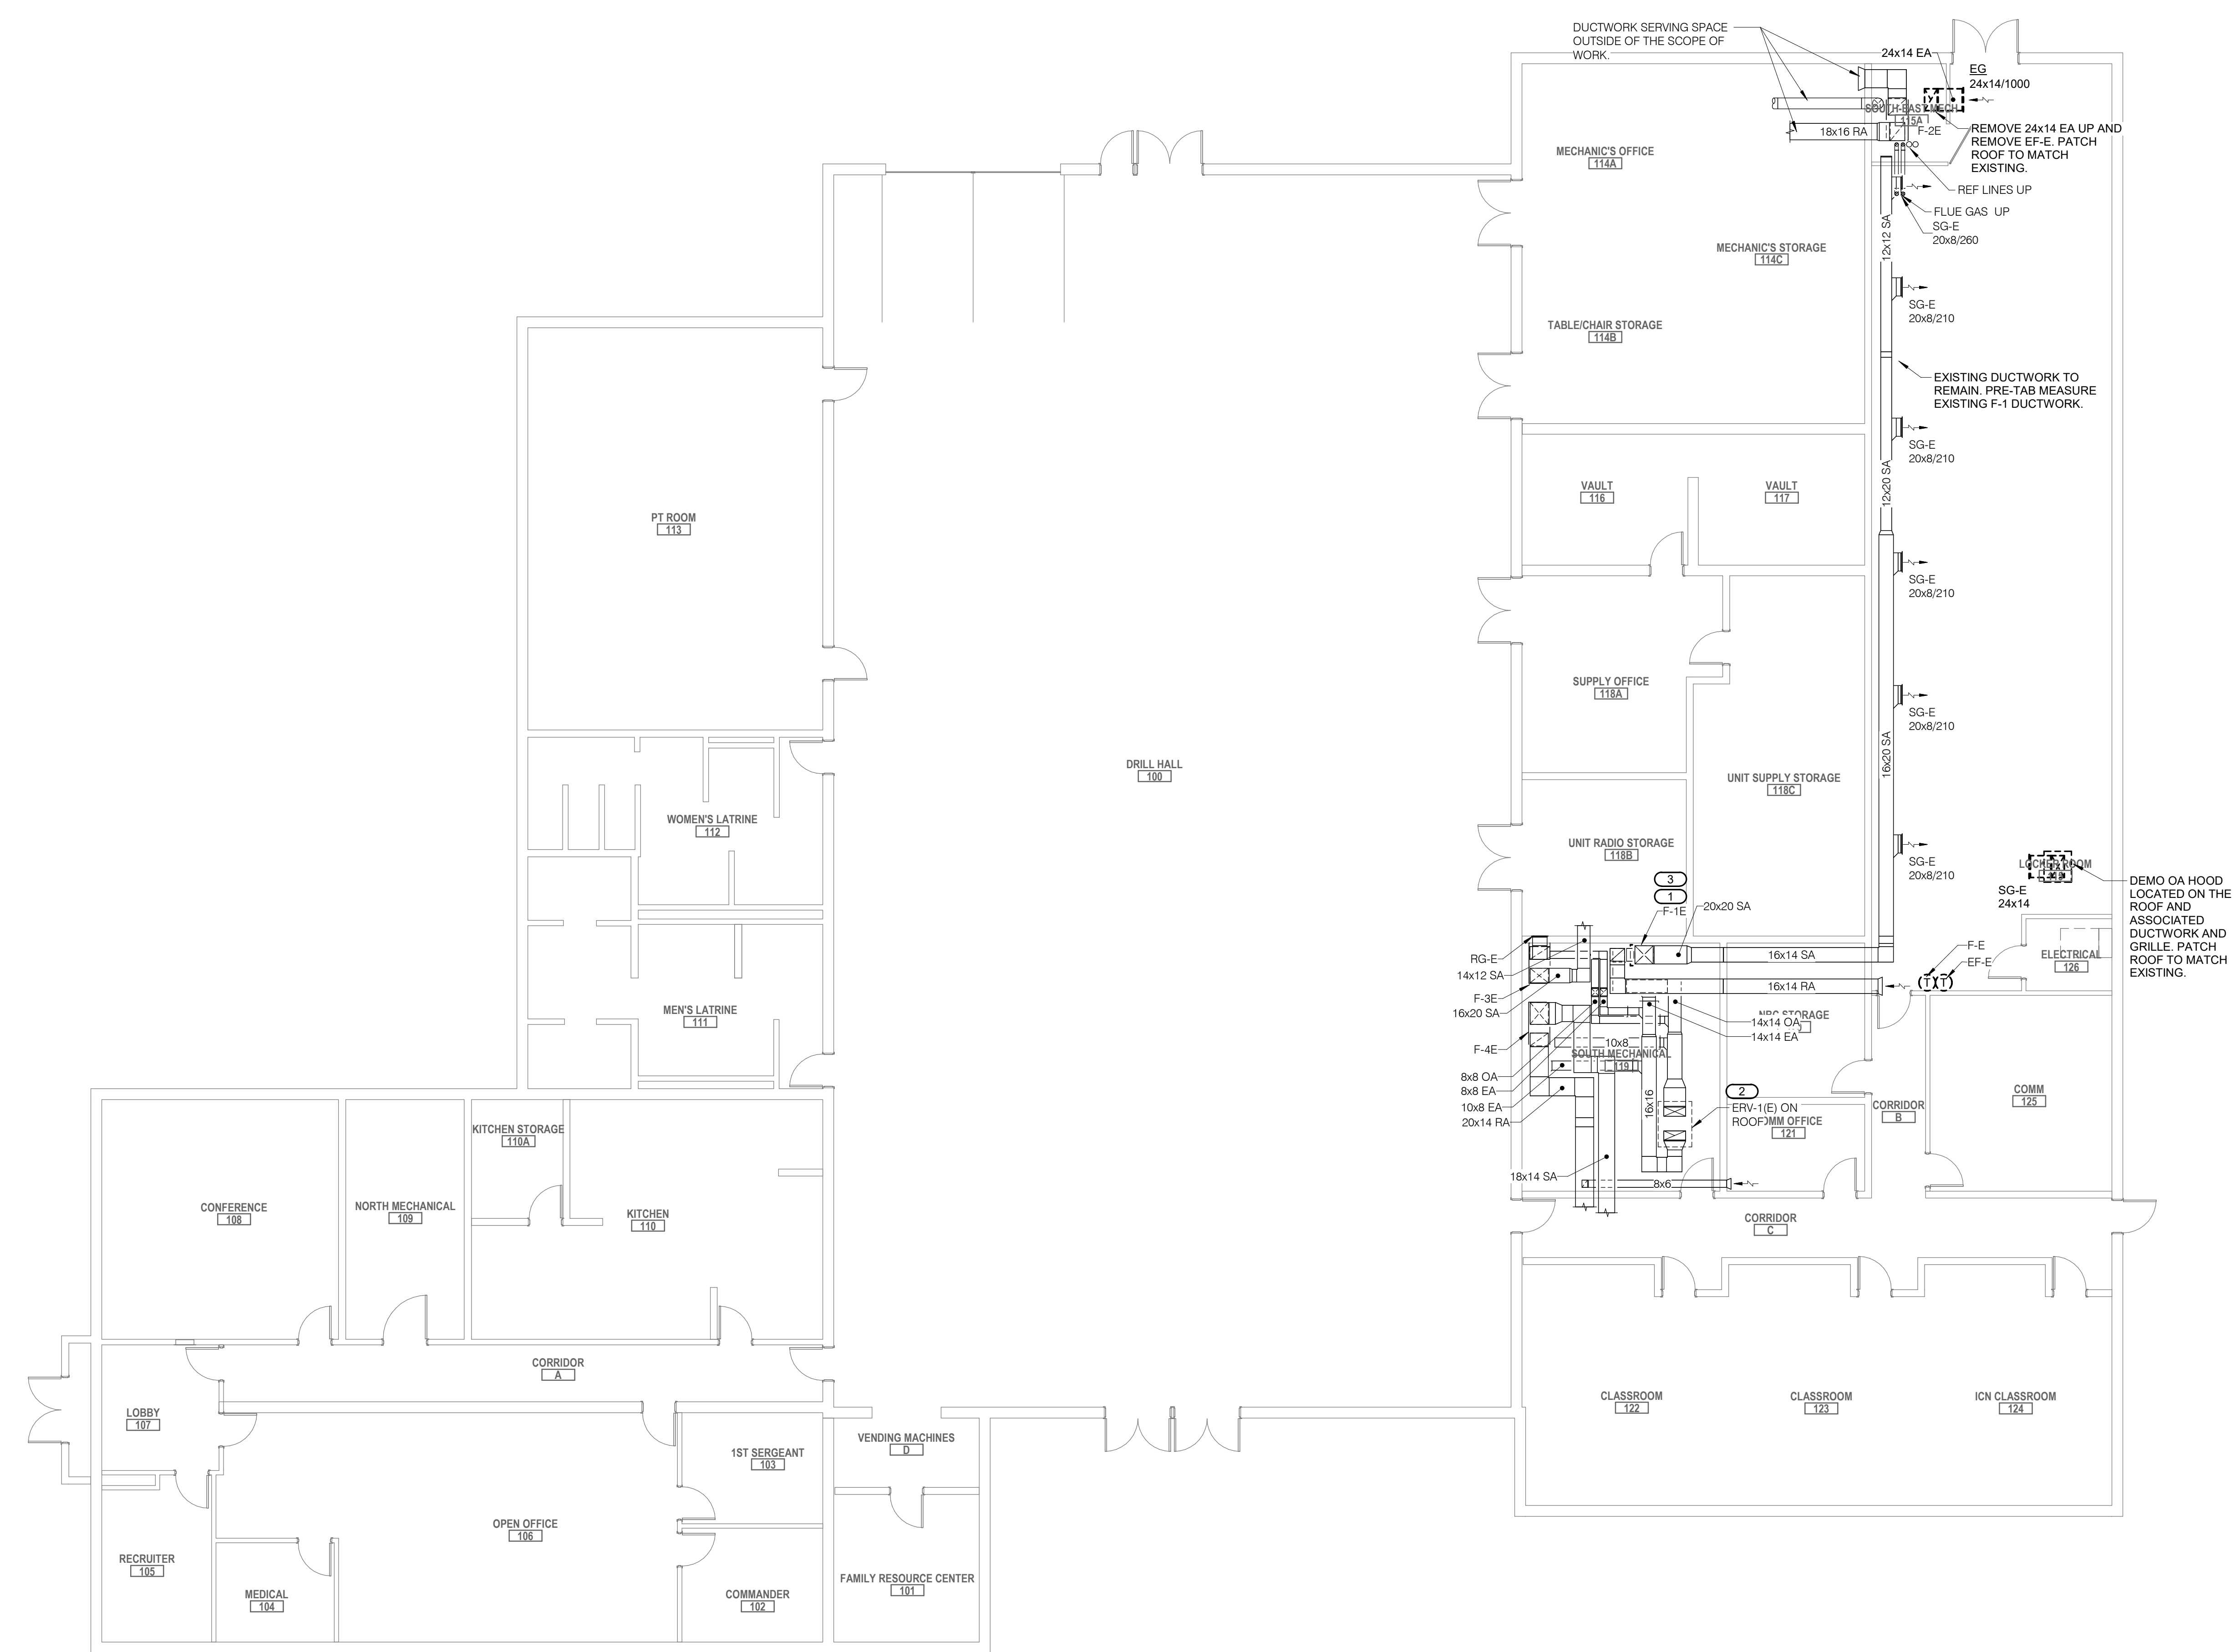 DUCTWORK SERVING SPACE
OUTSIDE OF THE SCOPE OF
WORK.
24x14 EA
EG
24x14/1000
SOUTH-EAST MECH
115A
18x16 RA
F-2E
REMOVE 24x14 EA UP AND
REMOVE EF-E. PATCH
ROOF TO MATCH
EXISTING.
REF LINES UP
FLUE GAS UP
SG-E
20x8/260
MECHANIC'S OFFICE
114A
MECHANIC'S STORAGE
114C
12x12 SA
SG-E
20x8/210
TABLE/CHAIR STORAGE
114B
EXISTING DUCTWORK TO
REMAIN. PRE-TAB MEASURE
EXISTING F-1 DUCTWORK.
SG-E
20x8/210
12x20 SA
VAULT
116
VAULT
117
PT ROOM
113
SG-E
20x8/210
SUPPLY OFFICE
118A
SG-E
20x8/210
16x20 SA
DRILL HALL
100
UNIT SUPPLY STORAGE
118C
WOMEN'S LATRINE
112
UNIT RADIO STORAGE
118B
SG-E
20x8/210
LOCKER ROOM
SG-E
24x14
DEMO OA HOOD
LOCATED ON THE
ROOF AND
ASSOCIATED
DUCTWORK AND
GRILLE. PATCH
ROOF TO MATCH
EXISTING.
3
1
F-1E
20x20 SA
RG-E
14x12 SA
16x14 SA
F-E
EF-E
T
T
ELECTRICAL
126
F-3E
16x20 SA
16x14 RA
MEN'S LATRINE
111
14x14 OA
14x14 EA
NBC STORAGE
F-4E
10x8
SOUTH MECHANICAL
119
8x8 OA
8x8 EA
10x8 EA
20x14 RA
16x16
2
ERV-1(E) ON
ROOF
MM OFFICE
121
CORRIDOR
B
COMM
125
KITCHEN STORAGE
110A
18x14 SA
8x6
CONFERENCE
108
NORTH MECHANICAL
109
KITCHEN
110
CORRIDOR
C
CORRIDOR
A
LOBBY
107
CLASSROOM
122
CLASSROOM
123
ICN CLASSROOM
124
1ST SERGEANT
103
VENDING MACHINES
D
OPEN OFFICE
106
RECRUITER
105
MEDICAL
104
COMMANDER
102
FAMILY RESOURCE CENTER
101